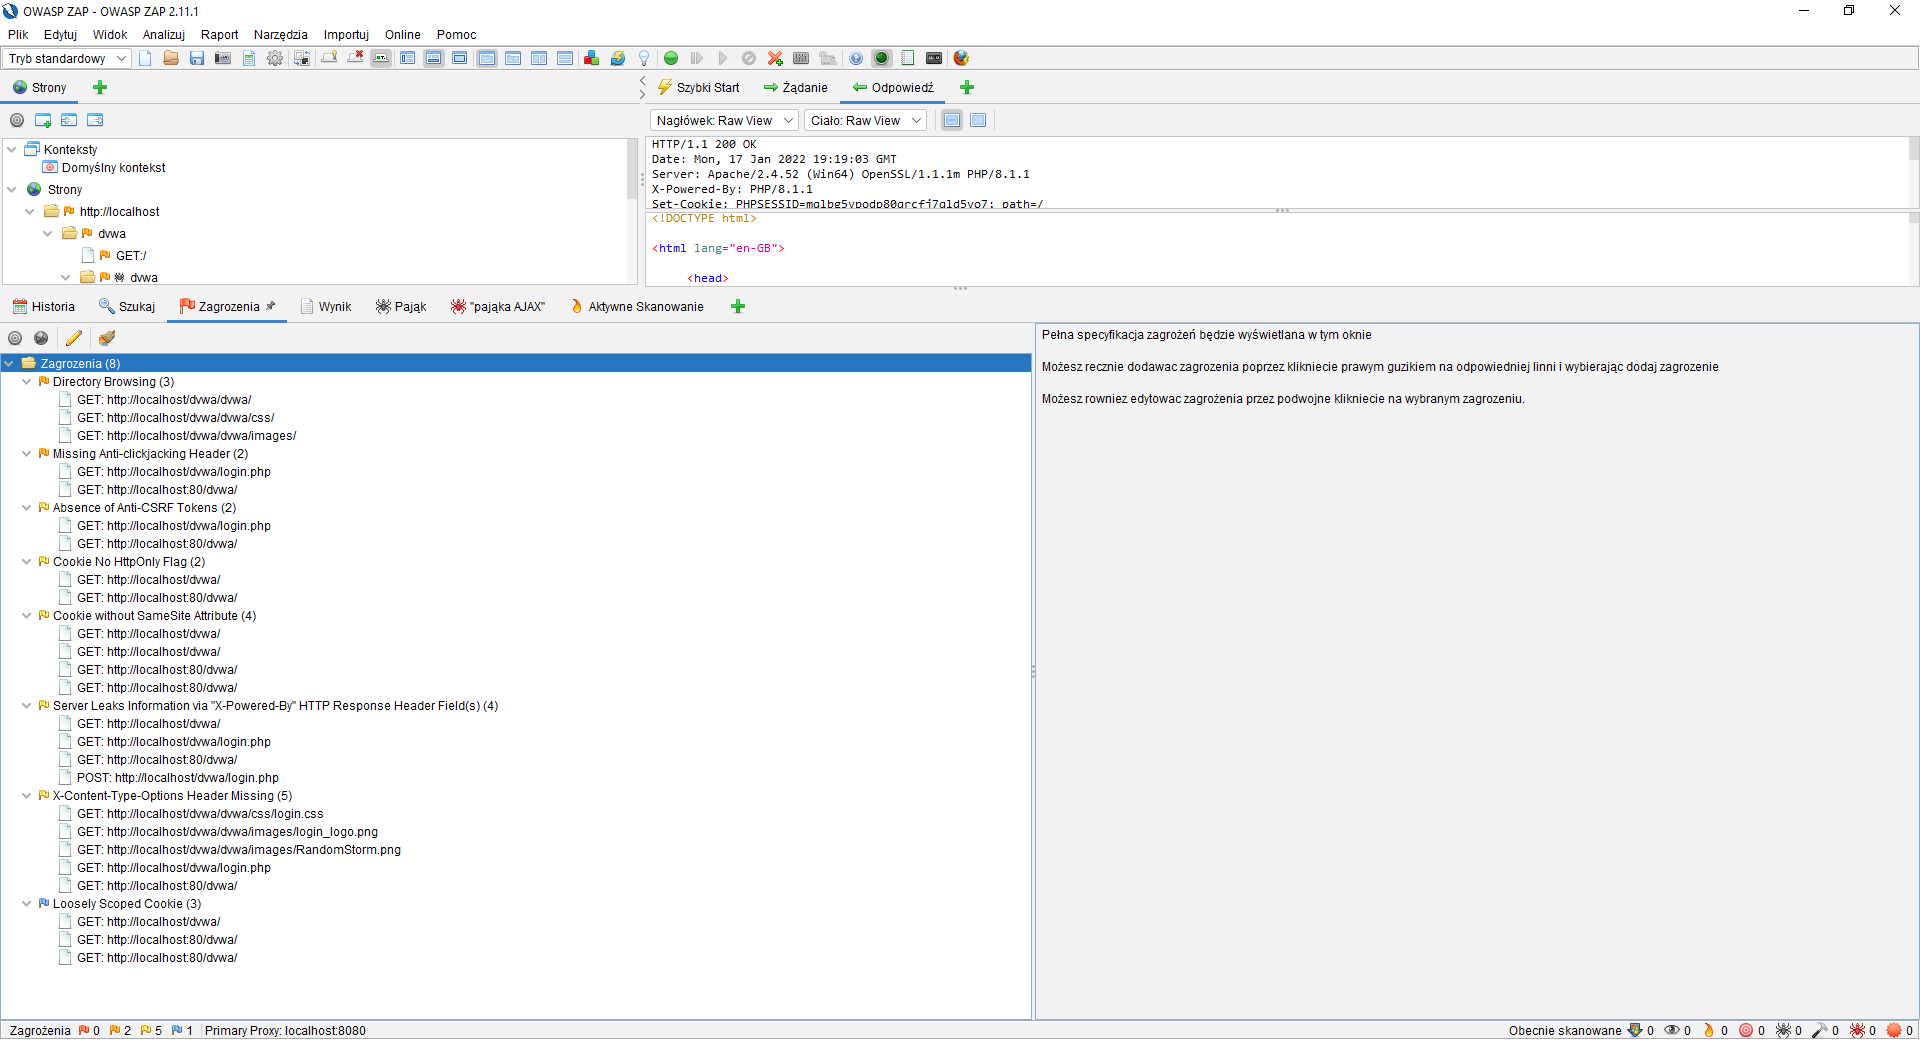 OWASP ZAP - OWASP ZAP 2.11.1
Plik Edytuj Widok Analizuj Raport Narzędzia Importuj Online Pomoc
Tryb standardowy
Strony
Szybki Start Żądanie Odpowiedź
Nagłówek: Raw View Ciało: Raw View
Konteksty
Domyślny kontekst
Strony
http://localhost
dvwa
GET:/
dvwa
HTTP/1.1 200 OK
Date: Mon, 17 Jan 2022 19:19:03 GMT
Server: Apache/2.4.52 (Win64) OpenSSL/1.1.1m PHP/8.1.1
X-Powered-By: PHP/8.1.1
Set-Cookie: path=/
<!DOCTYPE html>
<html lang="en-GB">
<head>
Historia Szukaj Zagrozenia Wynik Pająk "pająka AJAX" Aktywne Skanowanie
Zagrozenia (8)
Directory Browsing (3)
GET: http://localhost/dvwa/dvwa/
GET: http://localhost/dvwa/dvwa/css/
GET: http://localhost/dvwa/dvwa/images/
Missing Anti-clickjacking Header (2)
GET: http://localhost/dvwa/login.php
GET: http://localhost:80/dvwa/
Absence of Anti-CSRF Tokens (2)
GET: http://localhost/dvwa/login.php
GET: http://localhost:80/dvwa/
Cookie No HttpOnly Flag (2)
GET: http://localhost/dvwa/
GET: http://localhost:80/dvwa/
Cookie without SameSite Attribute (4)
GET: http://localhost/dvwa/
GET: http://localhost/dvwa/
GET: http://localhost:80/dvwa/
GET: http://localhost:80/dvwa/
Server Leaks Information via "X-Powered-By" HTTP Response Header Field(s) (4)
GET: http://localhost/dvwa/
GET: http://localhost/dvwa/login.php
GET: http://localhost:80/dvwa/
POST: http://localhost/dvwa/login.php
X-Content-Type-Options Header Missing (5)
GET: http://localhost/dvwa/dvwa/css/login.css
GET: http://localhost/dvwa/dvwa/images/login_logo.png
GET: http://localhost/dvwa/dvwa/images/RandomStorm.png
GET: http://localhost/dvwa/login.php
GET: http://localhost:80/dvwa/
Loosely Scoped Cookie (3)
GET: http://localhost/dvwa/
GET: http://localhost:80/dvwa/
GET: http://localhost:80/dvwa/
Pełna specyfikacja zagrożeń będzie wyświetlana w tym oknie
Możesz recznie dodawac zagrozenia poprzez klikniecie prawym guzikiem na odpowiedniej linni i wybierając dodaj zagrozenie
Możesz rowniez edytowac zagrożenia przez podwojne klikniecie na wybranym zagrozeniu.
Zagrożenia 0 2 5 1 Primary Proxy: localhost:8080
Obecnie skanowane 0 0 0 0 0 0 0 0